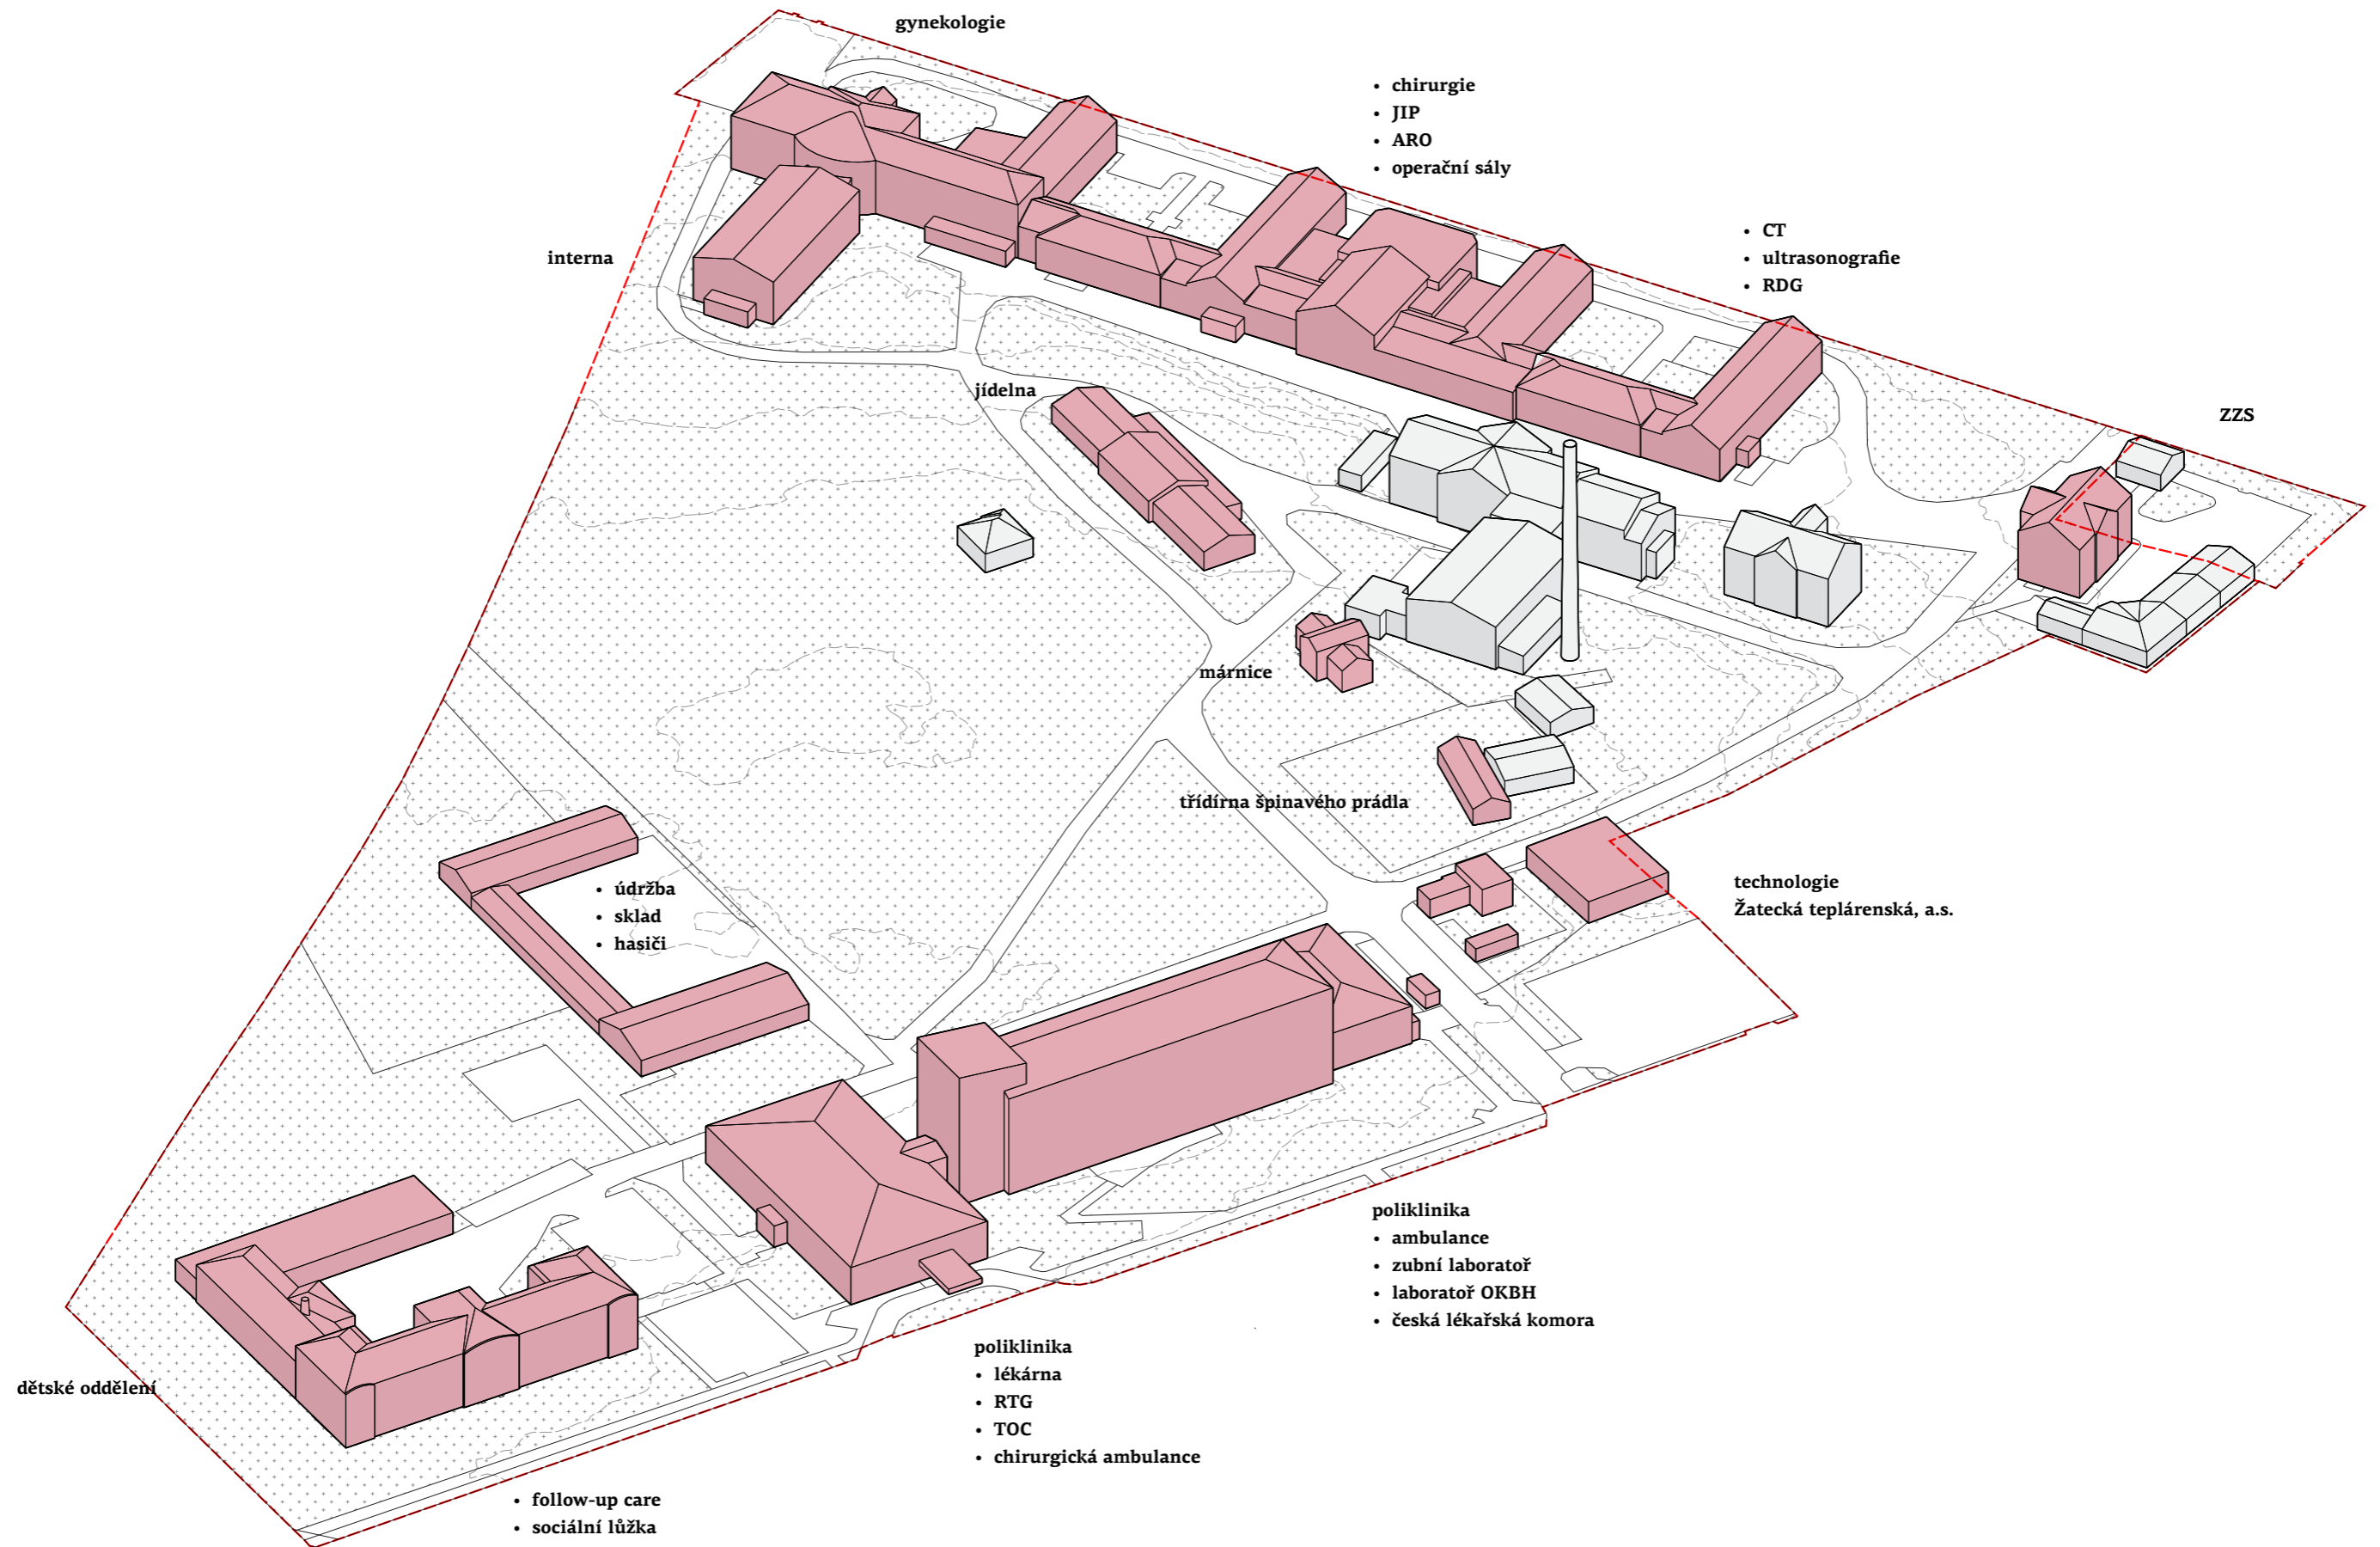 gynekologie
• chirurgie
• JIP
• ARO
• operační sály
• CT
• ultrasonografie
• RDG
interna
jídelna
ZZS
márnice
třídírna špinavého prádla
• údržba
• sklad
• hasiči
technologie
Žatecká teplárenská, a.s.
poliklinika
• ambulance
• zubní laboratoř
• laboratoř OKBH
• česká lékařská komora
poliklinika
• lékárna
• RTG
• TOC
• chirurgická ambulance
dětské oddělení
• follow-up care
• sociální lůžka